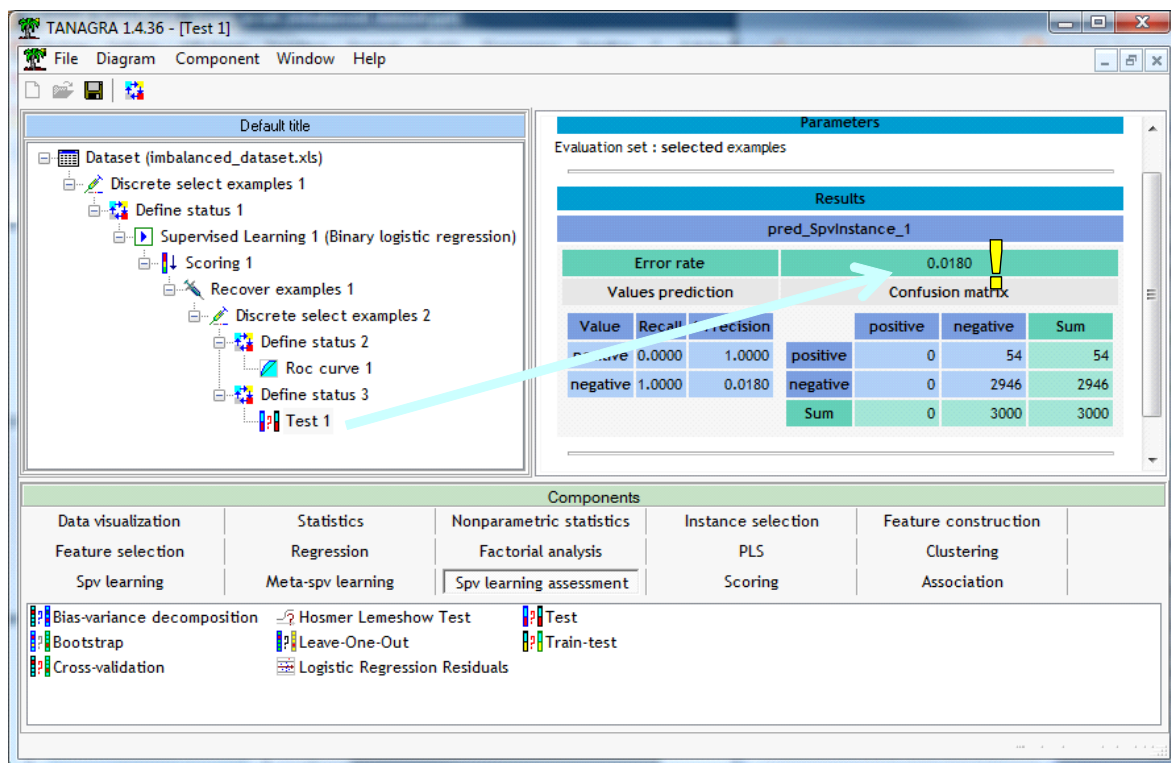 TANAGRA 1.4.36 - [Test 1]
File Diagram Component Window Help
Default title
Dataset (imbalanced_dataset.xls)
Discrete select examples 1
Define status 1
Supervised Learning 1 (Binary logistic regression)
Scoring 1
Recover examples 1
Discrete select examples 2
Define status 2
Roc curve 1
Define status 3
Test 1
Parameters
Evaluation set : selected examples
Results
pred_SpvInstance_1
Error rate 0.0180
Values prediction Confusion matrix
Value Recall positive negative Sum
0.0000 1.0000 positive 0 54 54
negative 1.0000 0.0180 negative 0 2946 2946
Sum 0 3000 3000
Components
Data visualization Statistics Nonparametric statistics Instance selection Feature construction
Feature selection Regression Factorial analysis PLS Clustering
Spv learning Meta-spv learning Spv learning assessment Scoring Association
Bias-variance decomposition Hosmer Lemeshow Test Test
Bootstrap Leave-One-Out Train-test
Cross-validation Logistic Regression Residuals